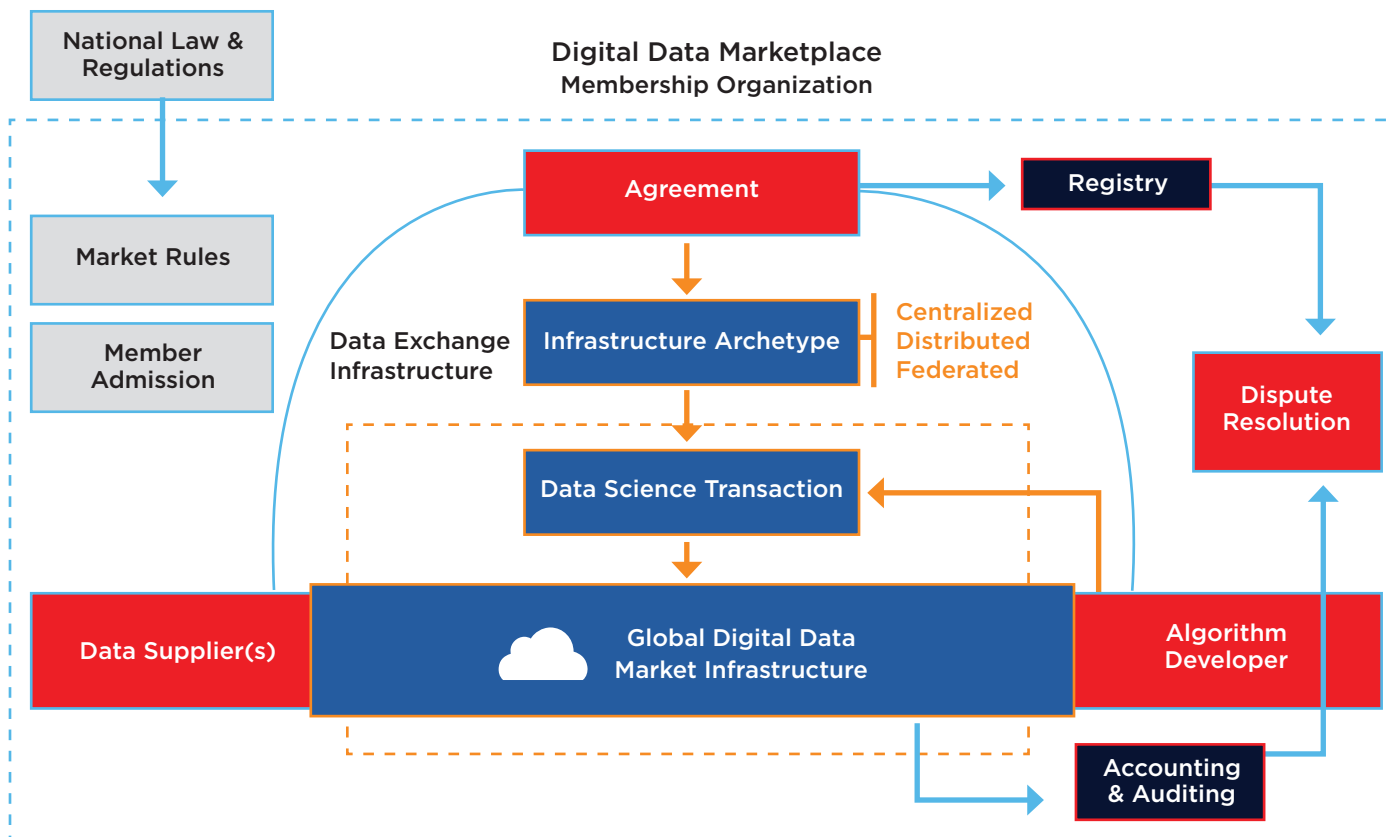 National Law &
Regulations
Digital Data Marketplace
Membership Organization
Agreement
Registry
Market Rules
Member
Admission
Data Exchange
Infrastructure
Infrastructure Archetype
Centralized
Distributed
Federated
Dispute
Resolution
Data Science Transaction
Data Supplier(s)
Global Digital Data
Market Infrastructure
Algorithm
Developer
Accounting
& Auditing